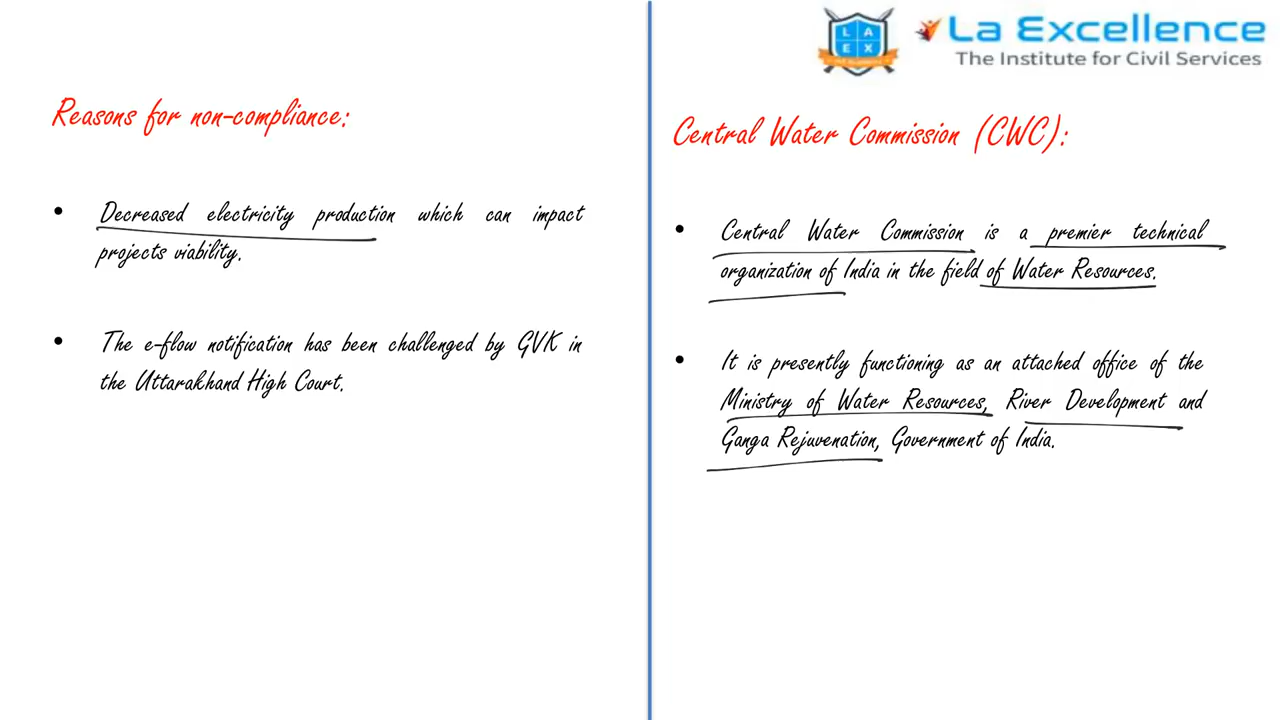 LA
EX
La Excellence
The Institute for Civil Services
Reasons for non-compliance:
• Decreased electricity production which can impact
projects viability.
• The e-flow notification has been challenged by GVK in
the Uttarakhand High Court.
Central Water Commission (CWC):
• Central Water Commission is a premier technical
organization of India in the field of Water Resources.
• It is presently functioning as an attached office of the
Ministry of Water Resources, River Development and
Ganga Rejuvenation, Government of India.